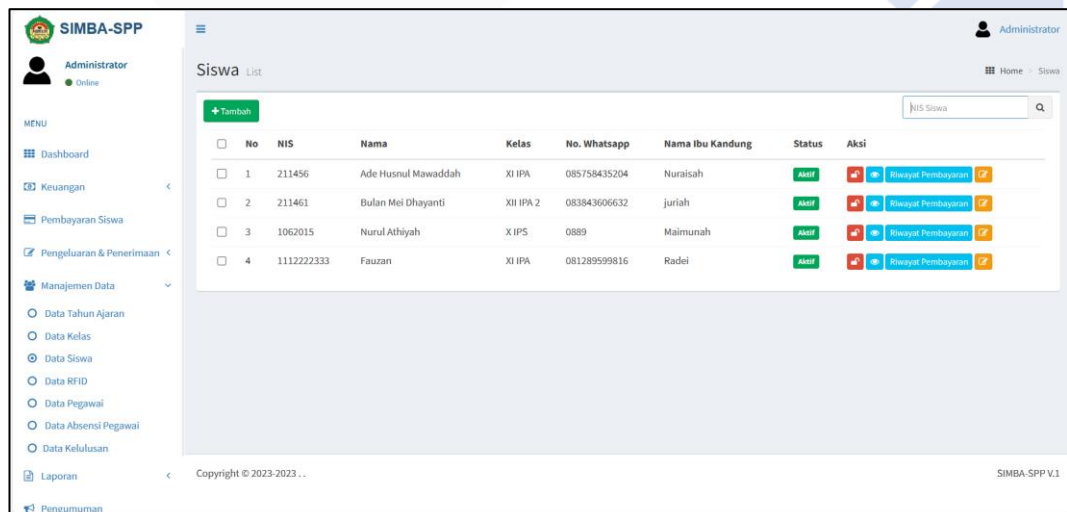 SIMBA-SPP
Administrator
Administrator
Online
Siswa List
Home > Siswa
+ Tambah
NIS Siswa
MENU
Dashboard
Keuangan
Pembayaran Siswa
Pengeluaran & Penerimaan
Manajemen Data
Data Tahun Ajaran
Data Kelas
Data Siswa
Data RFID
Data Pegawai
Data Absensi Pegawai
Data Kelulusan
Laporan
Pengumuman
No NIS Nama Kelas No. Whatsapp Nama Ibu Kandung Status Aksi
1 211456 Ade Husnul Mawaddah XI IPA 085758435204 Nuraisah Aktif Riwayat Pembayaran
2 211461 Bulan Mei Dhayanti XII IPA 2 083843606632 juriah Aktif Riwayat Pembayaran
3 1062015 Nurul Athiyah X IPS 0889 Maimunah Aktif Riwayat Pembayaran
4 1112222333 Fauzan XI IPA 081289599816 Radei Aktif Riwayat Pembayaran
Copyright © 2023-2023 . .
SIMBA-SPP V.1